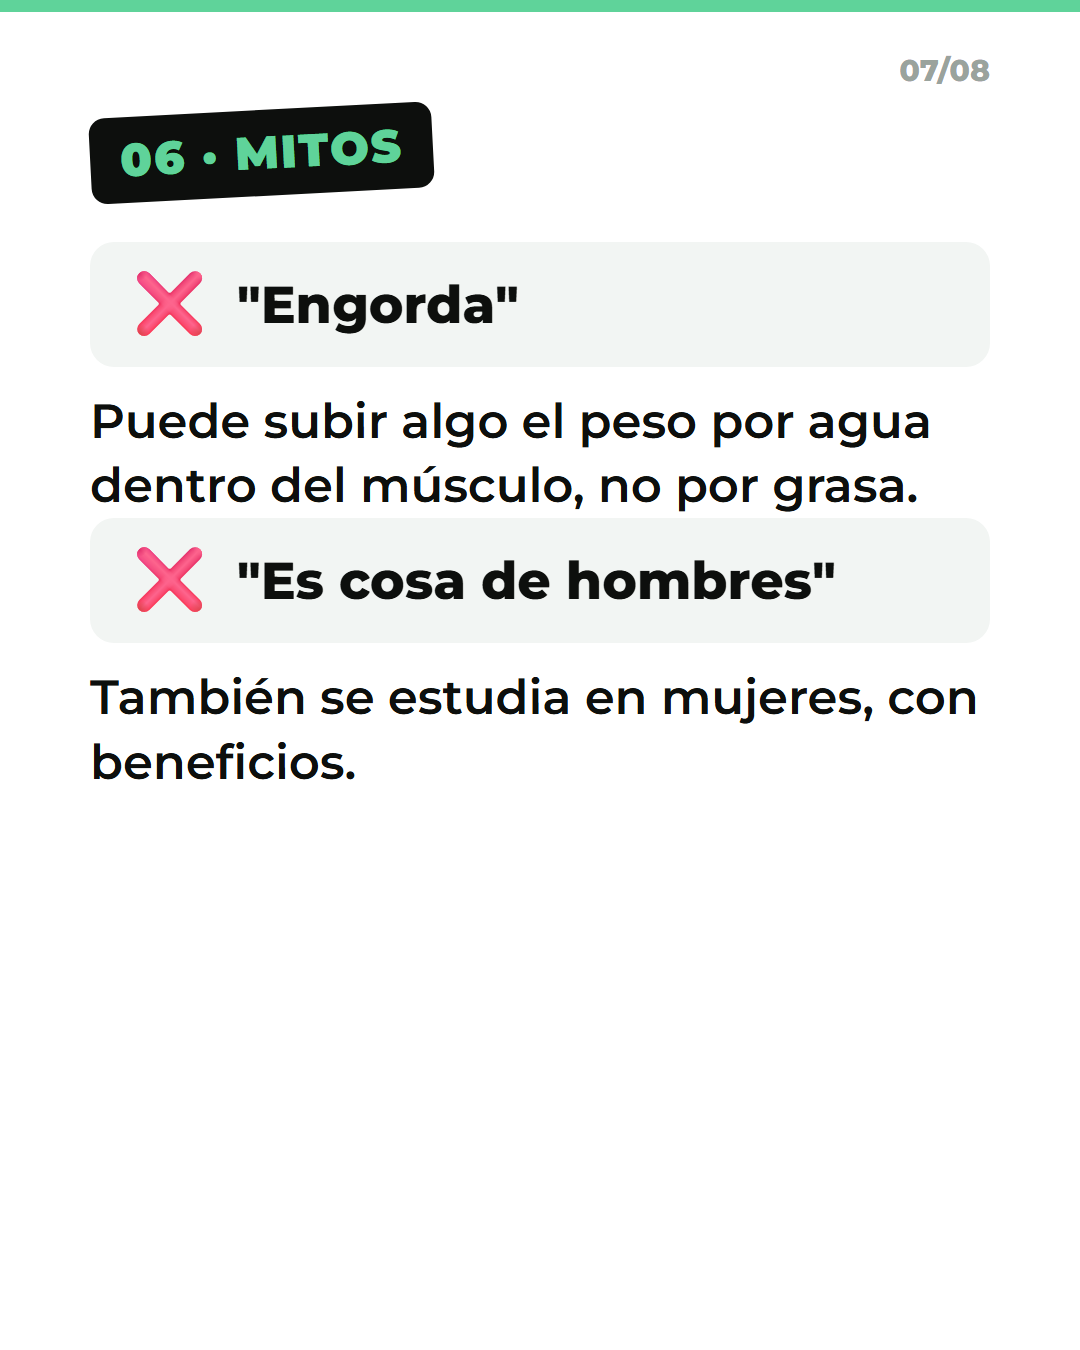 07/08
06 · MITOS
❌ "Engorda"
Puede subir algo el peso por agua
dentro del músculo, no por grasa.
❌ "Es cosa de hombres"
También se estudia en mujeres, con
beneficios.